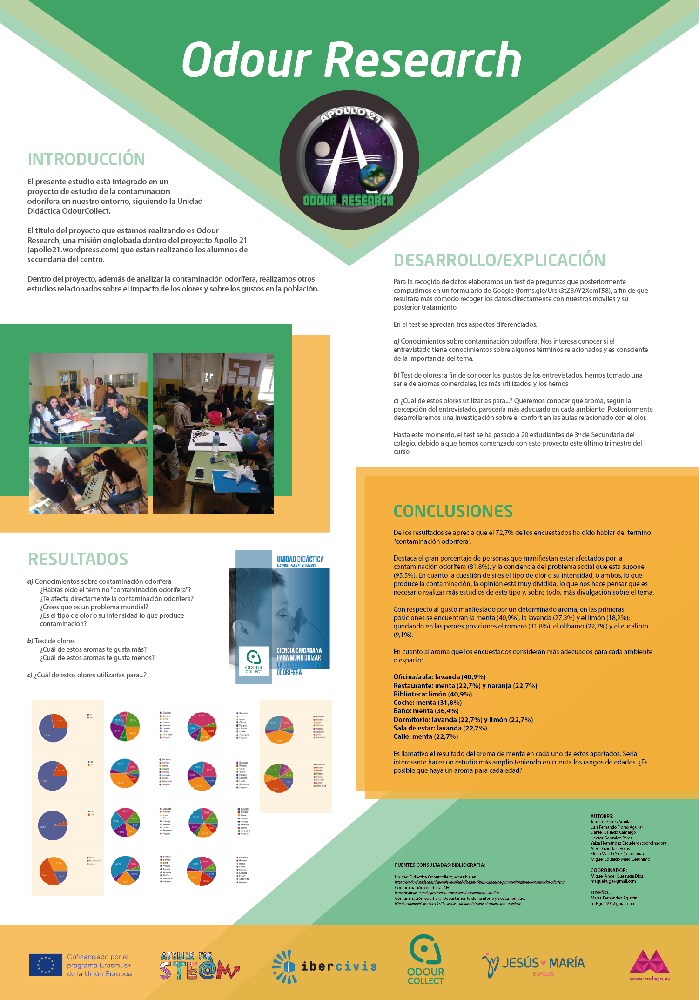 Odour Research
APOLLO 21
ODOUR RESEARCH
INTRODUCCIÓN
El presente estudio está integrado en un
proyecto de estudio de la contaminación
odorífera en nuestro entorno, siguiendo la Unidad
Didáctica OdourCollect.
El título del proyecto que estamos realizando es Odour
Research, una misión englobada dentro del proyecto Apollo 21
(apollo21.wordpress.com) que están realizando los alumnos de
secundaria del centro.
Dentro del proyecto, además de analizar la contaminación odorífera, realizamos otros
estudios relacionados sobre el impacto de los olores y sobre los gustos en la población.
DESARROLLO/EXPLICACIÓN
Para la recogida de datos elaboramos un test de preguntas que posteriormente
compusimos en un formulario de Google (forms.gle/Ursk3tZ3AY2XcmT58), a fin de que
resultara más cómodo recoger los datos directamente con nuestros móviles y su
posterior tratamiento.
En el test se aprecian tres aspectos diferenciados:
a) Conocimientos sobre contaminación odorífera. Nos interesa conocer si el
entrevistado tiene conocimientos sobre algunos términos relacionados y es consciente
de la importancia del tema.
b) Test de olores; a fin de conocer los gustos de los entrevistados, hemos tomado una
serie de aromas comerciales, los más utilizados, y los hemos
c) ¿Cuál de estos olores utilizarías para...? Queremos conocer qué aroma, según la
percepción del entrevistado, parecería más adecuado en cada ambiente. Posteriormente
desarrollaremos una investigación sobre el confort en las aulas relacionado con el olor.
Hasta este momento, el test se ha pasado a 20 estudiantes de 3º de Secundaria del
colegio, debido a que hemos comenzado con este proyecto este último trimestre del
curso.
RESULTADOS
a) Conocimientos sobre contaminación odorífera
¿Habías oído el término "contaminación odorífera"?
¿Te afecta directamente la contaminación odorífera?
¿Crees que es un problema mundial?
¿Es el tipo de olor o su intensidad lo que produce
contaminación?
b) Test de olores
¿Cuál de estos aromas te gusta más?
¿Cuál de estos aromas te gusta menos?
c) ¿Cuál de estos olores utilizarías para...?
UNIDAD DIDÁCTICA
MATERIAL PARA EL ALUMNADO
CIENCIA CIUDADANA
PARA MONITORIZAR
LA CONTAMINACIÓN
ODORÍFERA
ODOUR
COLLECT
CONCLUSIONES
De los resultados se aprecia que el 72,7% de los encuestados ha oído hablar del término
"contaminación odorífera".
Destaca el gran porcentaje de personas que manifiestan estar afectados por la
contaminación odorífera (81,8%), y la conciencia del problema social que esta supone
(95,5%). En cuanto la cuestión de si es el tipo de olor o su intensidad, o ambos, lo que
produce la contaminación, la opinión está muy dividida, lo que nos hace pensar que es
necesario realizar más estudios de este tipo y, sobre todo, más divulgación sobre el tema.
Con respecto al gusto manifestado por un determinado aroma, en las primeras
posiciones se encuentran la menta (40,9%), la lavanda (27,3%) y el limón (18,2%);
quedando en las peores posiciones el romero (31,8%), el olíbamo (22,7%) y el eucalipto
(9,1%).
En cuanto al aroma que los encuestados consideran más adecuados para cada ambiente
o espacio:
Oficina/aula: lavanda (40,9%)
Restaurante: menta (22,7%) y naranja (22,7%)
Biblioteca: limón (40,9%)
Coche: menta (31,8%)
Baño: menta (36,4%)
Dormitorio: lavanda (22,7%) y limón (22,7%)
Sala de estar: lavanda (22,7%)
Calle: menta (22,7%)
Es llamativo el resultado del aroma de menta en cada uno de estos apartados. Sería
interesante hacer un estudio más amplio teniendo en cuenta los rangos de edades. ¿Es
posible que haya un aroma para cada edad?
FUENTES CONSULTADAS/BIBLIOGRAFÍA:
Unidad Didáctica Odourcollect, accesible en:
https://ciencia-ciudadana.es/disponible-la-unidad-didactica-ciencia-ciudadana-para-monitorizar-la-contaminacion-odorifera/
Contaminación odorífera. AEC.
https://www.aec.es/web/guest/centro-conocimiento/contaminacion-odorifera
Contaminación odorífera. Departamento de Territorio y Sostenibilidad.
http://mediambient.gencat.cat/es/05_ambits_dactuacio/atmosfera/contaminacio_odorifera/
AUTORES:
Jennifer Flores Aguilar
Luis Fernando Flores Aguilar
Daniel Galindo Camargo
Héctor González Pérez
Yaiza Hernández Escudero (coordinadora),
Alex David Jara Rojas
Elena Martín Saiz (secretaria)
Miguel Eduardo Melo Gerónimo
COORDINADOR:
Miguel Ángel Queiruga Dios,
maqueiruga@gmail.com
DISEÑO:
Marta Fernández Agustín
mdsgn1991@gmail.com
Cofinanciado por el
programa Erasmus+
de la Unión Europea
ATELIER FOR
STE@M
ibercivis
ODOUR
COLLECT
JESÚS MARÍA
BURGOS
www.mdsgn.es